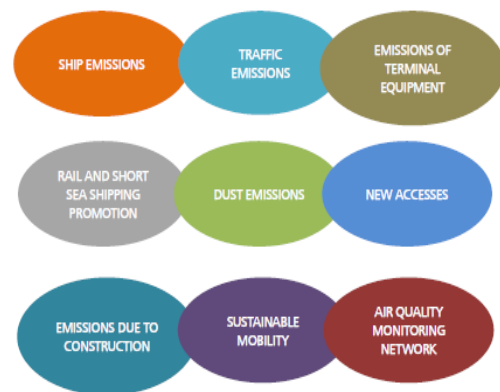 SHIP EMISSIONS
TRAFFIC
EMISSIONS
EMISSIONS OF
TERMINAL
EQUIPMENT
RAIL AND SHORT
SEA SHIPPING
PROMOTION
DUST EMISSIONS
NEW ACCESSES
EMISSIONS DUE TO
CONSTRUCTION
SUSTAINABLE
MOBILITY
AIR QUALITY
MONITORING
NETWORK